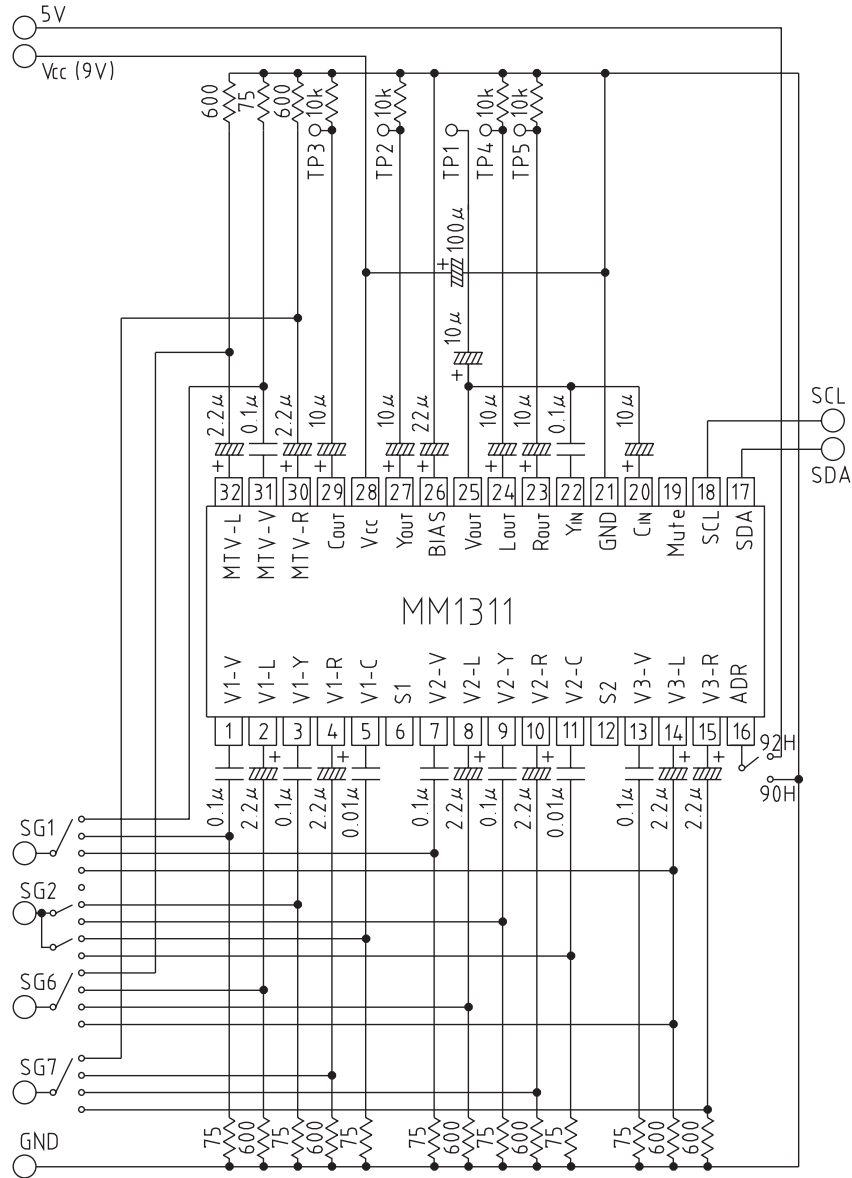 5V
Vcc (9V)
600
75
600
10k
10k
10k
10k
TP3
TP2
TP1
TP4
TP5
100μ
10μ
2.2μ
0.1μ
2.2μ
10μ
10μ
22μ
10μ
10μ
0.1μ
10μ
+
+
+
+
+
+
+
+
+
+
+
SCL
SDA
32
31
30
29
28
27
26
25
24
23
22
21
20
19
18
17
MTV-L
MTV-V
MTV-R
COUT
VCC
YOUT
BIAS
VOUT
LOUT
ROUT
YIN
GND
CIN
Mute
SCL
SDA
MM1311
V1-V
V1-L
V1-Y
V1-R
V1-C
S1
V2-V
V2-L
V2-Y
V2-R
V2-C
S2
V3-V
V3-L
V3-R
ADR
1
2
3
4
5
6
7
8
9
10
11
12
13
14
15
16
+
+
+
+
+
+
92H
90H
0.1μ
2.2μ
0.1μ
2.2μ
0.01μ
0.1μ
2.2μ
0.1μ
2.2μ
0.01μ
0.1μ
2.2μ
2.2μ
SG1
SG2
SG6
SG7
75
600
75
600
75
75
600
75
600
75
75
600
600
GND